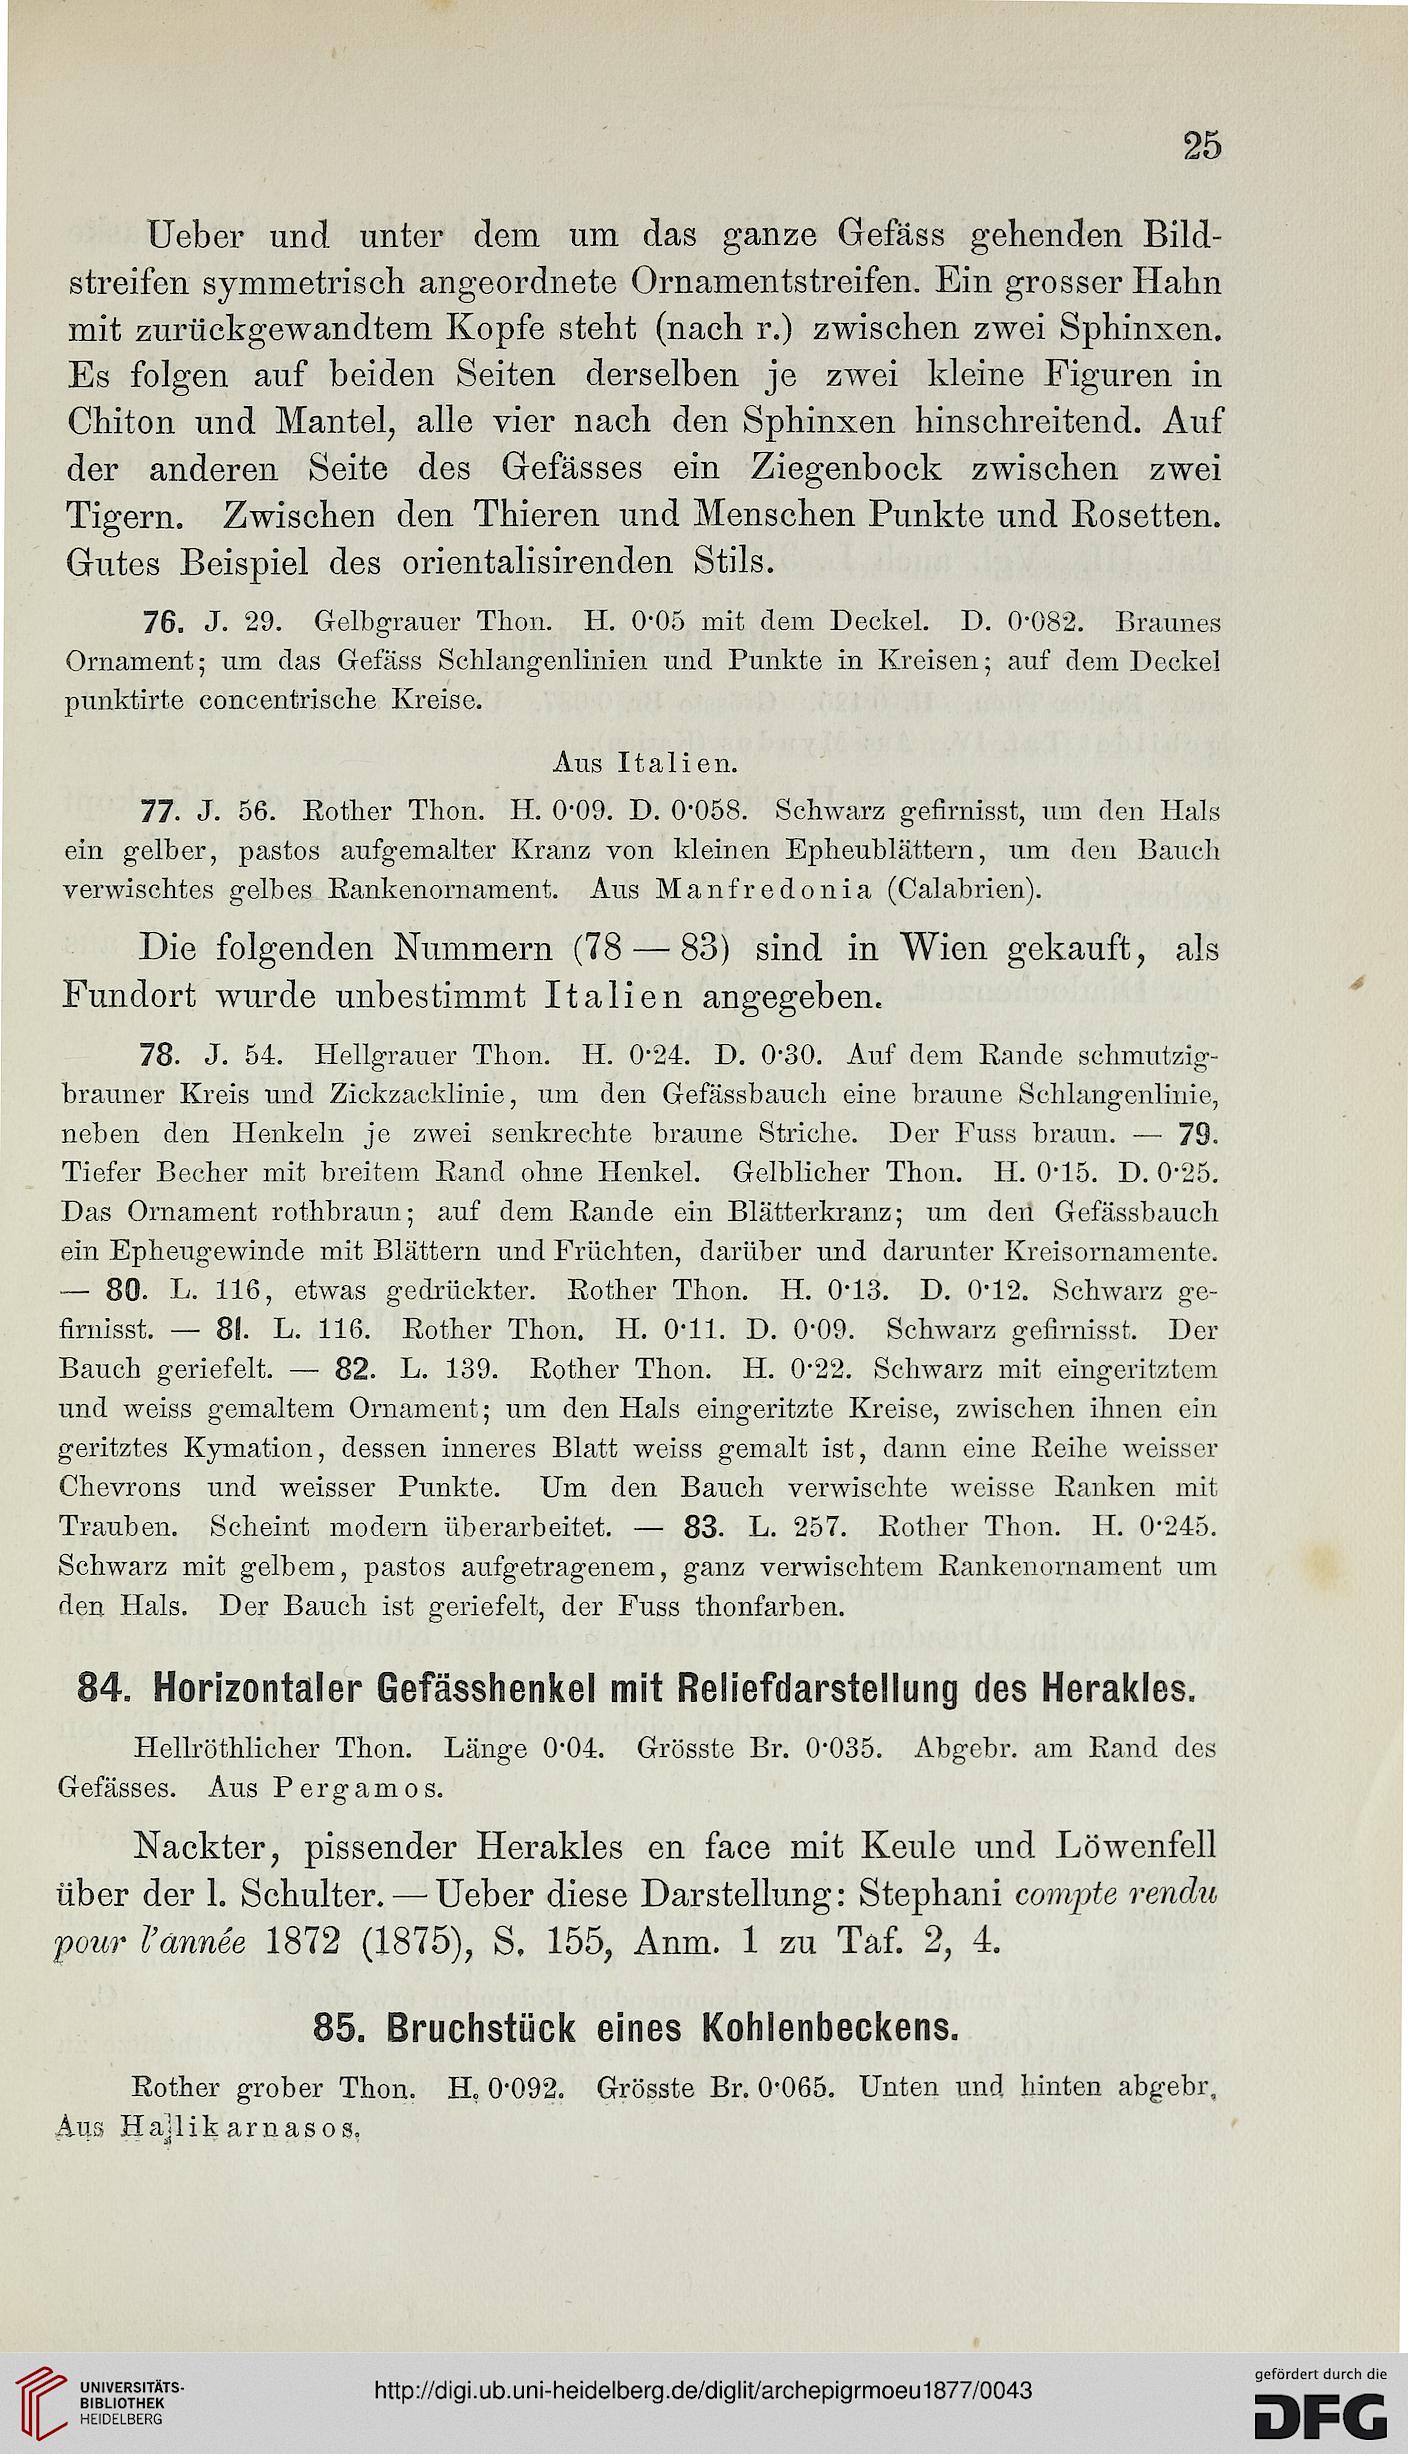 25
Ueber und unter dem um das ganze Gefäss gehenden Bild-
streifen symmetrisch angeordnete Ornamentstreifen. Ein grosser Hahn
mit zurückgewandtem Kopfe steht (nach r.) zwischen zwei Sphinxen.
Es folgen auf beiden Seiten derselben je zwei kleine Figuren in
Chiton und Mantel, alle vier nach den Sphinxen hinschreitend. Auf
der anderen Seite des Gefässes ein Ziegenbock zwischen zwei
Tigern. Zwischen den Thieren und Menschen Punkte und Rosetten.
Gutes Beispiel des orientalisirenden Stils.
76. J. 29. Gelbgrauer Thon. H. 0·05 mit dem Deckel. D. 0·082. Braunes
Ornament; um das Gefäss Schlangenlinien und Punkte in Kreisen; auf dem Deckel
punktirte concentrische Kreise.
Aus Italien.
77. J. 56. Rother Thon. H. 0·09. D. 0·058. Schwarz gefirnisst, um den Hals
ein gelber, pastos aufgemalter Kranz von kleinen Epheublättern, um den Bauch
verwischtes gelbes Rankenornament. Aus Manfredonia (Calabrien).
Die folgenden Nummern (78 — 83) sind in Wien gekauft, als
Fundort wurde unbestimmt Italien angegeben.
78. J. 54. Hellgrauer Thon. H. 0·24. D. 0·30. Auf dem Rande schmutzig-
brauner Kreis und Zickzacklinie, um den Gefässbauch eine braune Schlangenlinie,
neben den Henkeln je zwei senkrechte braune Striche. Der Fuss braun. — 79.
Tiefer Becher mit breitem Rand ohne Henkel. Gelblicher Thon. H. 0·15. D. 0·25.
Das Ornament rothbraun; auf dem Rande ein Blätterkranz; um den Gefässbauch
ein Epheugewinde mit Blättern und Früchten, darüber und darunter Kreisornamente.
— 80. L. 116, etwas gedrückter. Rother Thon. H. 0·13. D. 0·12. Schwarz ge-
firnisst. — 81. L. 116. Rother Thon. H. 0·11. D. 0·09. Schwarz gefirnisst. Der
Bauch geriefelt. — 82. L. 139. Rother Thon. H. 0·22. Schwarz mit eingeritztem
und weiss gemaltem Ornament; um den Hals eingeritzte Kreise, zwischen ihnen ein
geritztes Kymation, dessen inneres Blatt weiss gemalt ist, dann eine Reihe weisser
Chevrons und weisser Punkte. Um den Bauch verwischte weisse Ranken mit
Trauben. Scheint modern überarbeitet. — 83. L. 257. Rother Thon. H. 0·245.
Schwarz mit gelbem, pastos aufgetragenem, ganz verwischtem Rankenornament um
den Hals. Der Bauch ist geriefelt, der Fuss thonfarben.
84. Horizontaler Gefässhenkel mit Reliefdarstellung des Herakles.
Hellröthlicher Thon. Länge 0·04. Grösste Br. 0·035. Abgebr. am Rand des
Gefässes. Aus Pergamos.
Nackter, pissender Herakles en face mit Keule und Löwenfell
über der l. Schulter. — Ueber diese Darstellung: Stephani compte rendu
pour l'année 1872 (1875), S. 155, Anm. 1 zu Taf. 2, 4.
85. Bruchstück eines Kohlenbeckens.
Rother grober Thon. H. 0·092. Grösste Br. 0·065. Unten und hinten abgebr.
Aus Hallikarnasos.
UNIVERSITÄTS-
BIBLIOTHEK
HEIDELBERG
http://digi.ub.uni-heidelberg.de/diglit/archepigrmoeu1877/0043
gefördert durch die
DFG